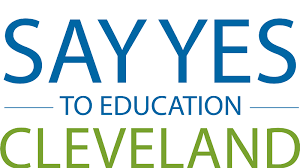 SAY YES
TO EDUCATION
CLEVELAND